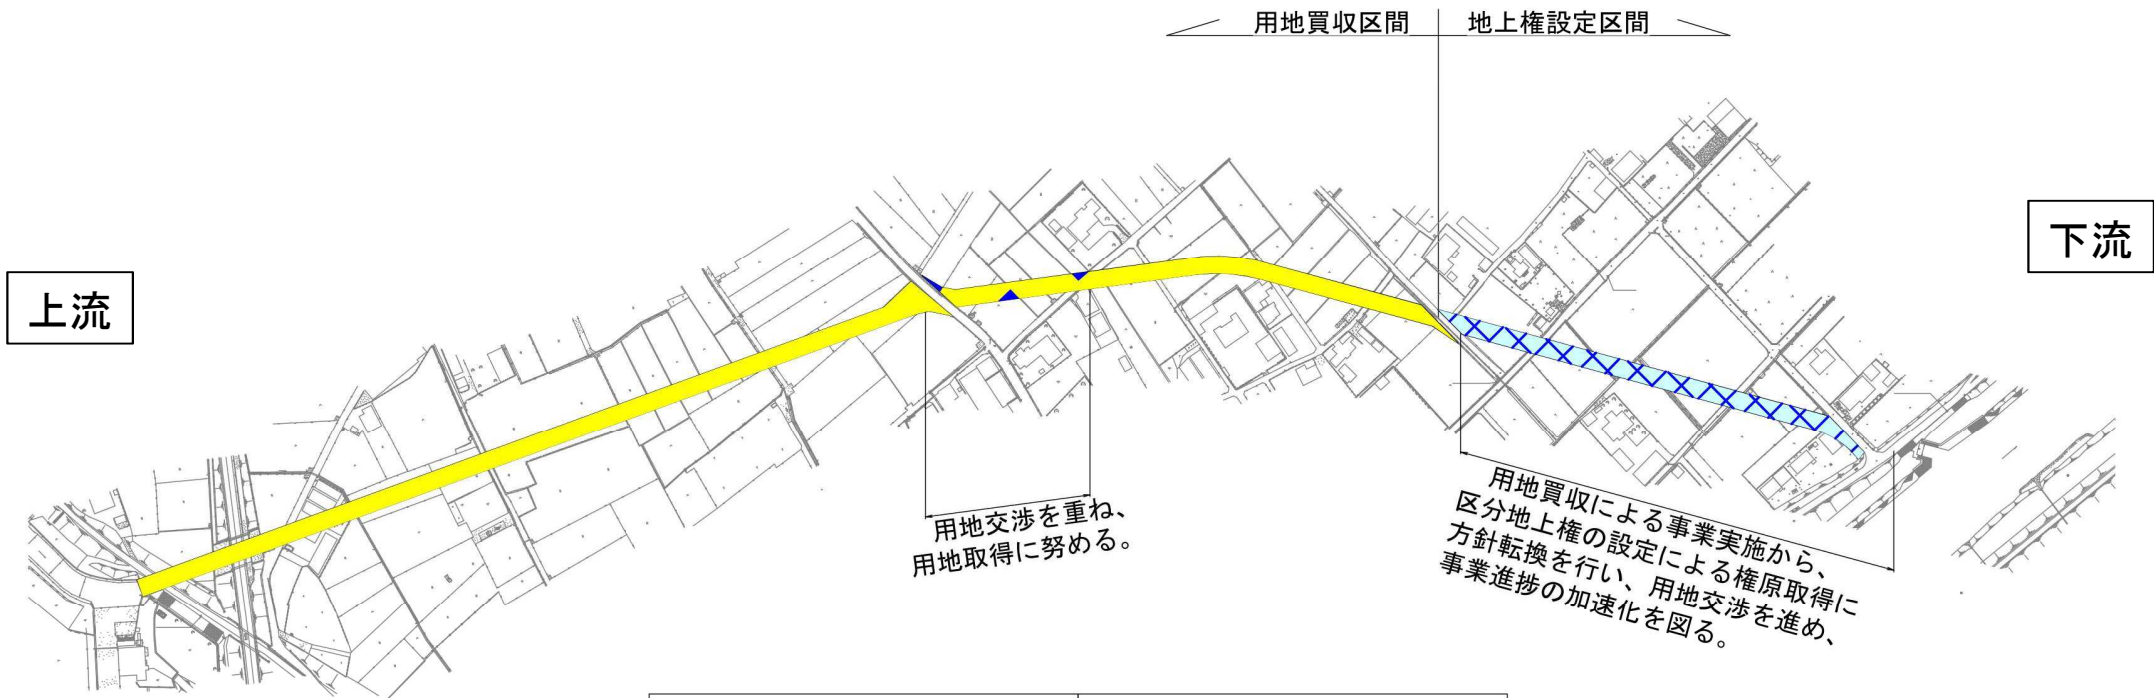 用地買収区間
地上権設定区間
上流
下流
用地交渉を重ね、
用地取得に努める。
用地買収による事業実施から、
区分地上権の設定による権原取得に
方針転換を行い、用地交渉を進め、
事業進捗の加速化を図る。